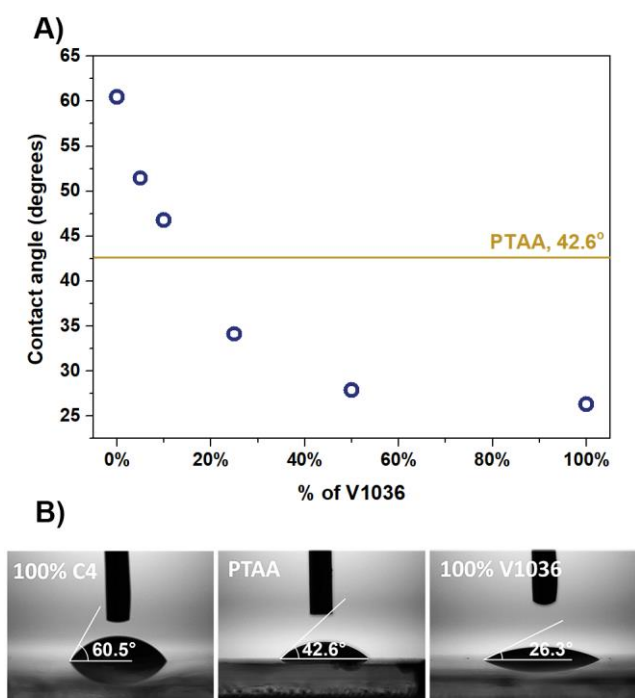 A)
65
60
55
50
45
40
35
30
25
Contact angle (degrees)
PTAA, 42.6°
0%
20%
40%
60%
80%
100%
% of V1036
B)
100% C4
60.5°
PTAA
42.6°
100% V1036
26.3°